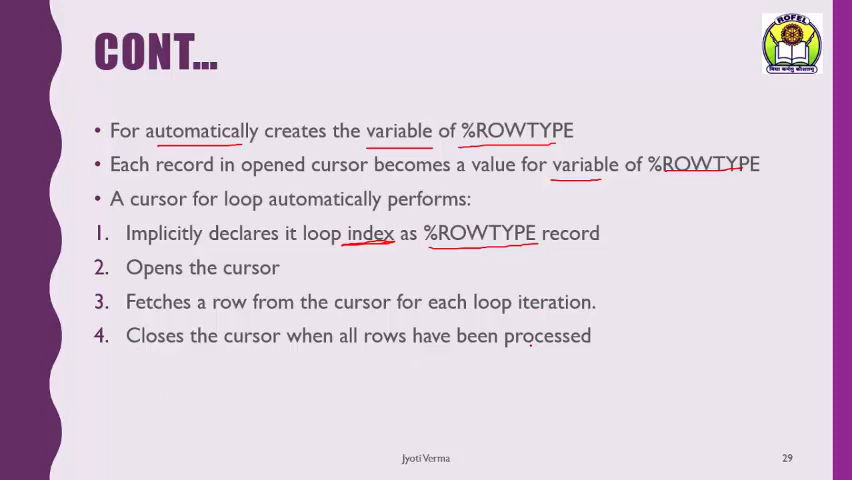 CONT...
ROFEL
• For automatically creates the variable of %ROWTYPE
• Each record in opened cursor becomes a value for variable of %ROWTYPE
• A cursor for loop automatically performs:
1. Implicitly declares it loop index as %ROWTYPE record
2. Opens the cursor
3. Fetches a row from the cursor for each loop iteration.
4. Closes the cursor when all rows have been processed
Jyoti Verma
29